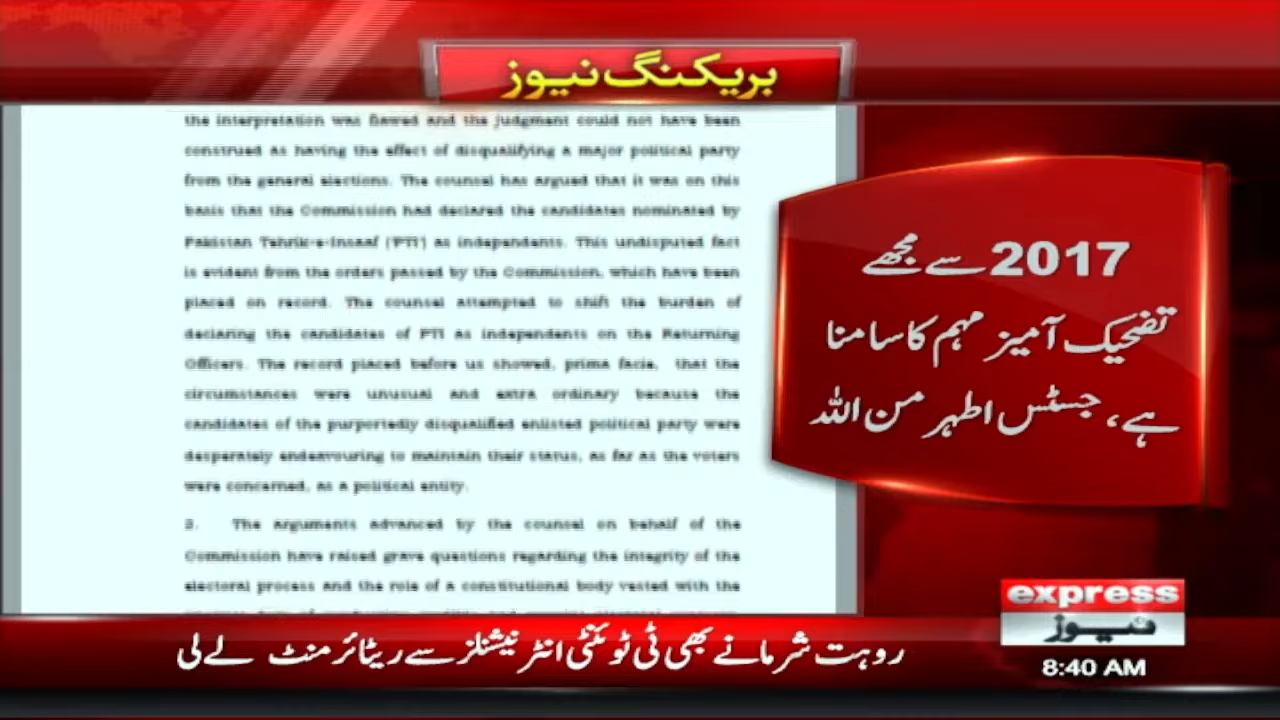 بریکنگ نیوز
the interpretation was flawed and the judgment could not have been
construed as having the effect of disqualifying a major political party
from the general elections. The counsel has argued that it was on this
basis that the Commission had declared the candidates nominated by
Pakistan Tehrik-e-Insaaf ('PTI') as independents. This undisputed fact
is evident from the orders passed by the Commission, which have been
placed on record. The counsel attempted to shift the burden of
declaring the candidates of PTI as independents on the Returning
Officers. The record placed before us showed, prima facie, that the
circumstances were unusual and extra ordinary because the
candidates of the purportedly disqualified enlisted political party were
desperately endeavouring to maintain their status, as far as the voters
were concerned, as a political entity.
The arguments advanced by the counsel on behalf of the
Commission have raised grave questions regarding the integrity of the
electoral process and the role of a constitutional body vested with the
2017 سے مجھے
تضحیک آمیز مہم کا سامنا
ہے، جسٹس اطہر من اللہ
express
نیوز
8:40 AM
روہت شرما نے بھی ٹی ٹوئنٹی انٹرنیشنلز سے ریٹائرمنٹ لے لی